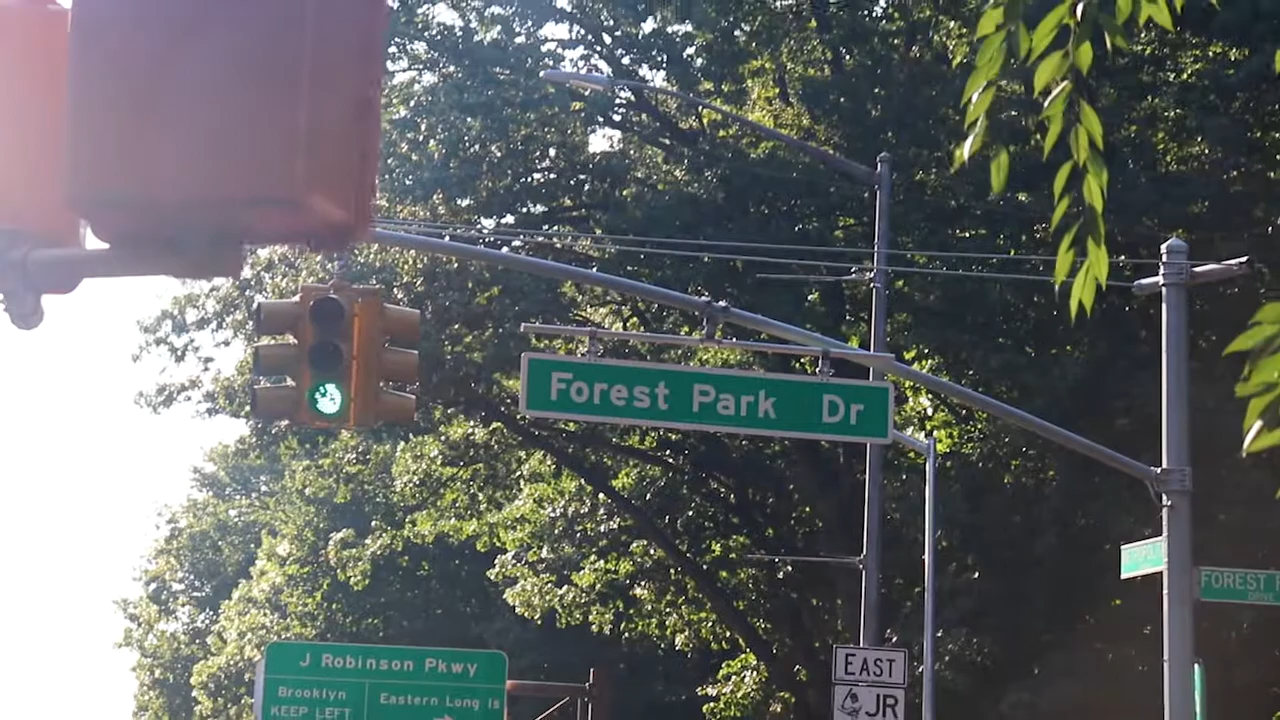 Forest Park Dr
FOREST
DRIVE
J Robinson Pkwy
Brooklyn
KEEP LEFT
Eastern Long Is
EAST
JR